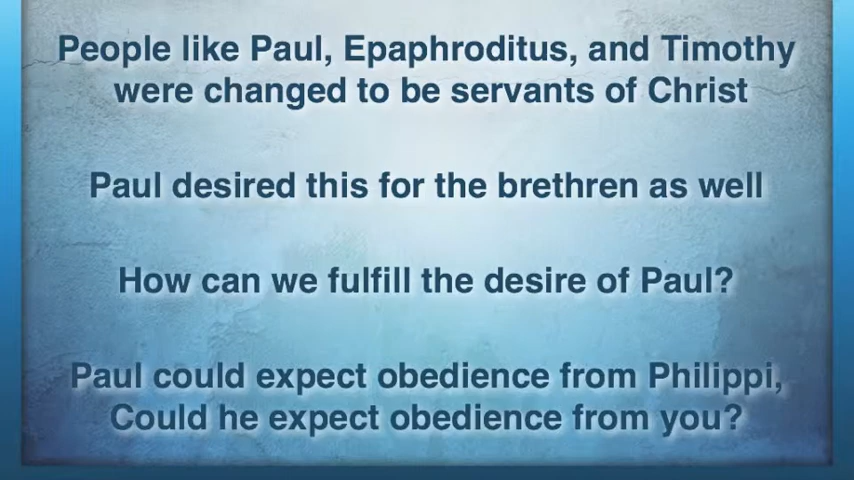 People like Paul, Epaphroditus, and Timothy
were changed to be servants of Christ
Paul desired this for the brethren as well
How can we fulfill the desire of Paul?
Paul could expect obedience from Philippi,
Could he expect obedience from you?